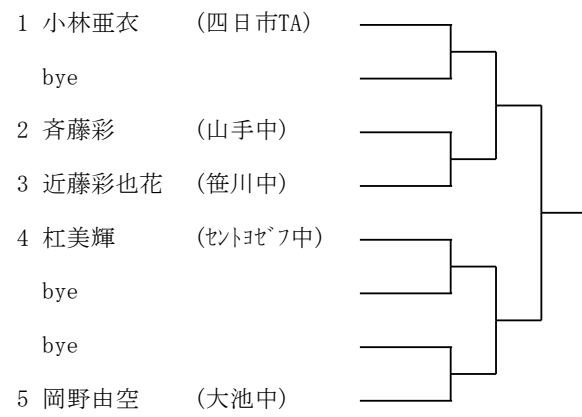 1 小林亜衣 (四日市TA)
bye
2 斉藤彩 (山手中)
3 近藤彩也花 (笹川中)
4 杠美輝 (ｾﾝﾄﾖｾﾞﾌ中)
bye
bye
5 岡野由空 (大池中)